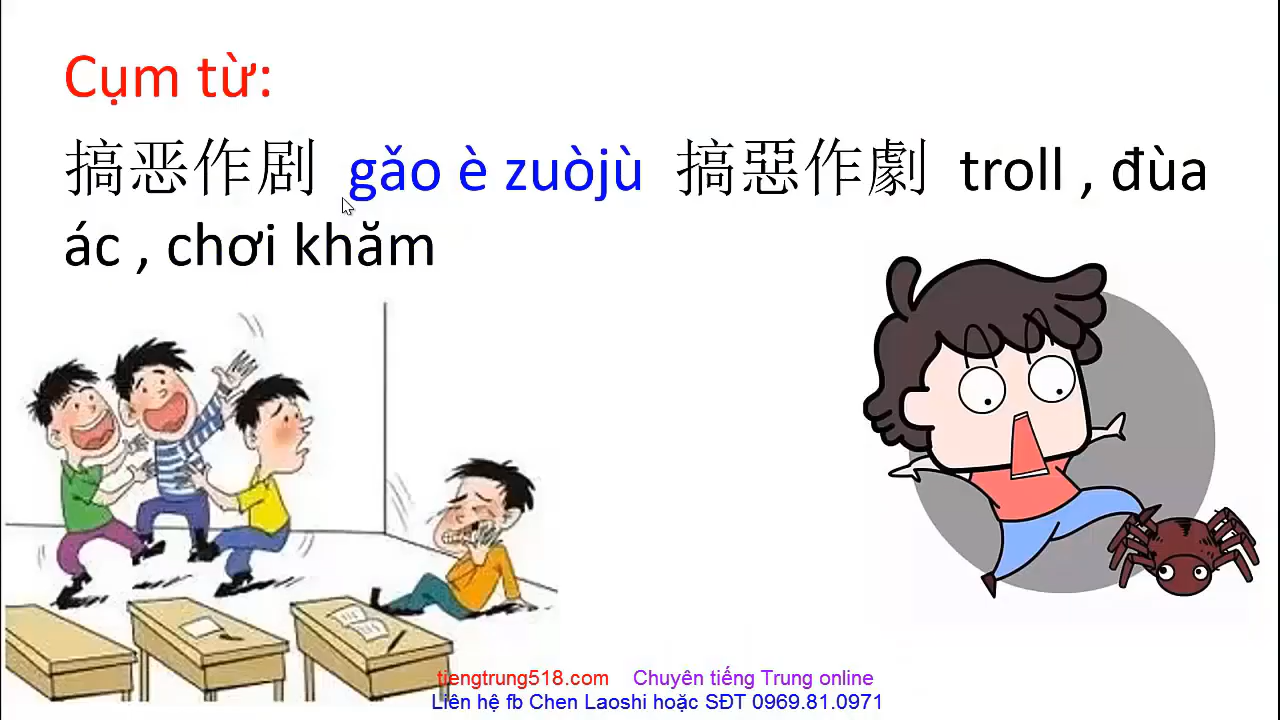 Cụm từ:
搞恶作剧 gǎo è zuòjù 搞惡作劇 troll , đùa
ác , chơi khăm
tiengtrung518.com Chuyên tiếng Trung online
Liên hệ fb Chen Laoshi hoặc SĐT 0969.81.0971